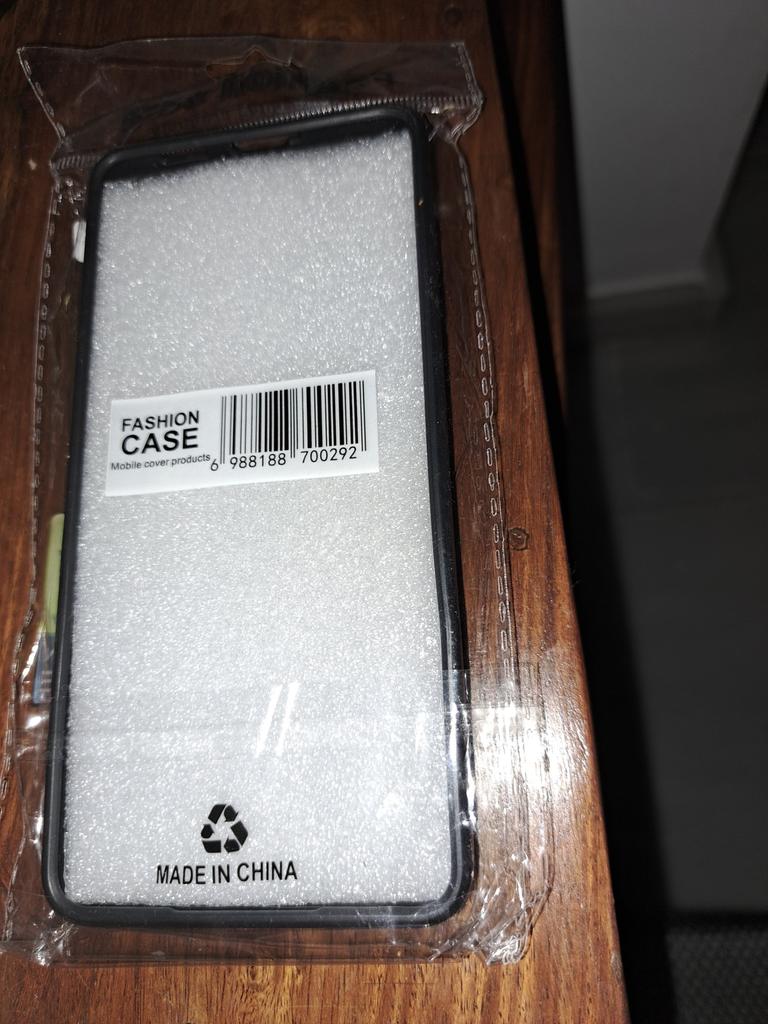 FASHION
CASE
Mobile cover products
6 988188 700292
MADE IN CHINA